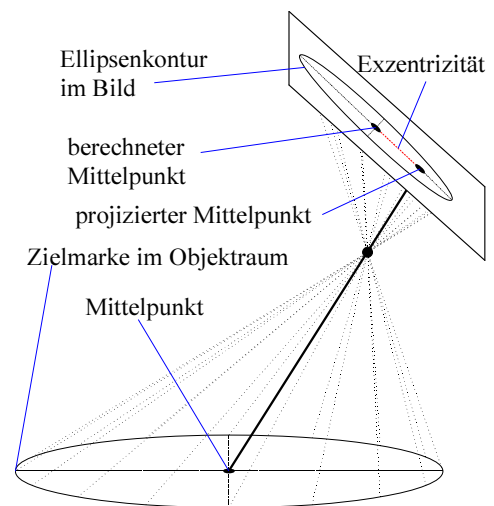 Ellipsenkontur
im Bild
Exzentrizität
berechneter
Mittelpunkt
projizierter Mittelpunkt
Zielmarke im Objektraum
Mittelpunkt